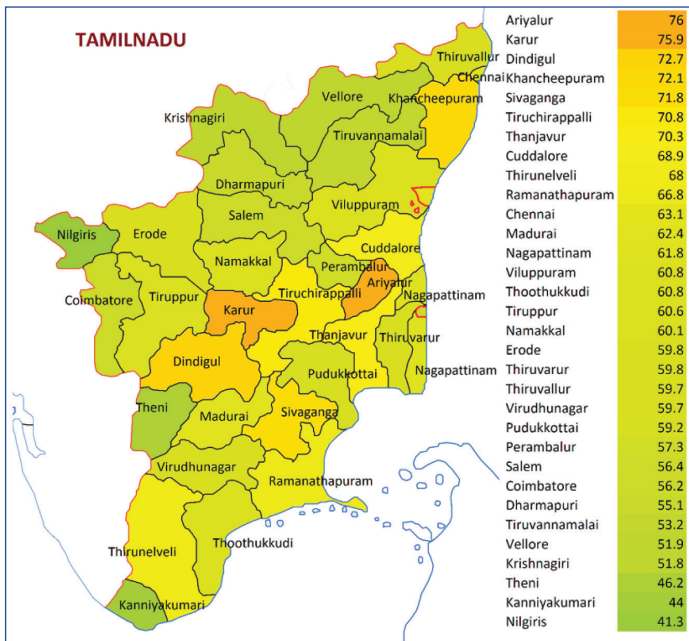 TAMILNADU
Thiruvallur
Chennai
Khancheepuram
Vellore
Krishnagiri
Tiruvannamalai
Dharmapuri
Viluppuram
Salem
Nilgiris
Erode
Cuddalore
Namakkal
Perambalur
Ariyalur
Coimbatore
Tiruppur
Tiruchirappalli
Nagapattinam
Karur
Thanjavur
Thiruvarur
Dindigul
Pudukkottai
Nagapattinam
Theni
Madurai
Sivaganga
Virudhunagar
Ramanathapuram
Thoothukkudi
Thirunelveli
Kanniyakumari
Ariyalur 76
Karur 75.9
Dindigul 72.7
Khancheepuram 72.1
Sivaganga 71.8
Tiruchirappalli 70.8
Thanjavur 70.3
Cuddalore 68.9
Thirunelveli 68
Ramanathapuram 66.8
Chennai 63.1
Madurai 62.4
Nagapattinam 61.8
Viluppuram 60.8
Thoothukkudi 60.8
Tiruppur 60.6
Namakkal 60.1
Erode 59.8
Thiruvarur 59.8
Thiruvallur 59.7
Virudhunagar 59.7
Pudukkottai 59.2
Perambalur 57.3
Salem 56.4
Coimbatore 56.2
Dharmapuri 55.1
Tiruvannamalai 53.2
Vellore 51.9
Krishnagiri 51.8
Theni 46.2
Kanniyakumari 44
Nilgiris 41.3